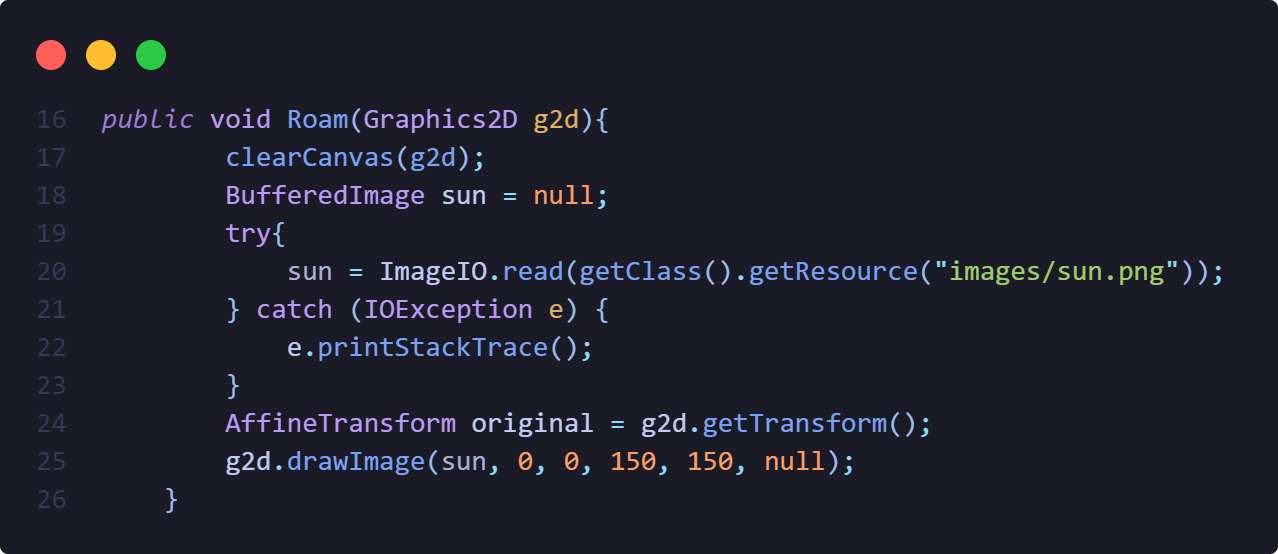 16 public void Roam(Graphics2D g2d){
17 clearCanvas(g2d);
18 BufferedImage sun = null;
19 try{
20 sun = ImageIO.read(getClass().getResource("images/sun.png"));
21 } catch (IOException e) {
22 e.printStackTrace();
23 }
24 AffineTransform original = g2d.getTransform();
25 g2d.drawImage(sun, 0, 0, 150, 150, null);
26 }